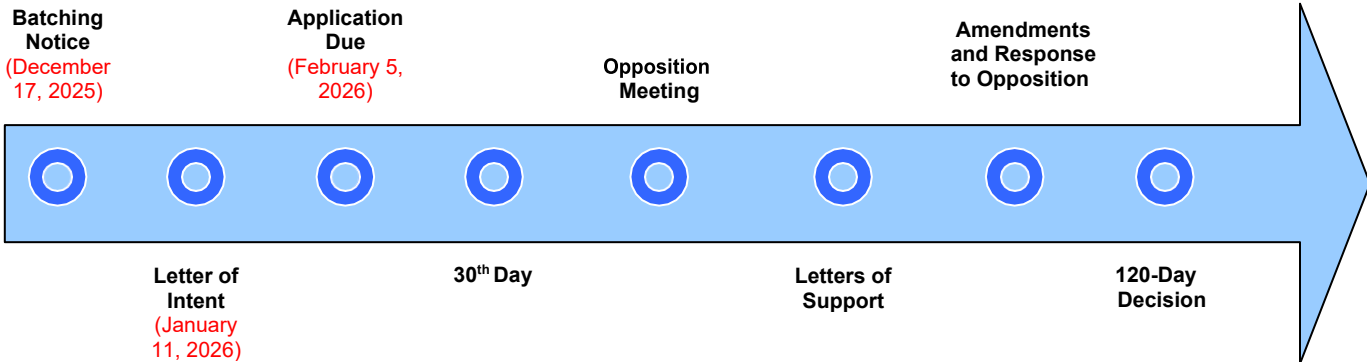 Batching
Notice
(December
17, 2025)
Letter of
Intent
(January
11, 2026)
Application
Due
(February 5,
2026)
30th Day
Opposition
Meeting
Letters of
Support
Amendments
and Response
to Opposition
120-Day
Decision